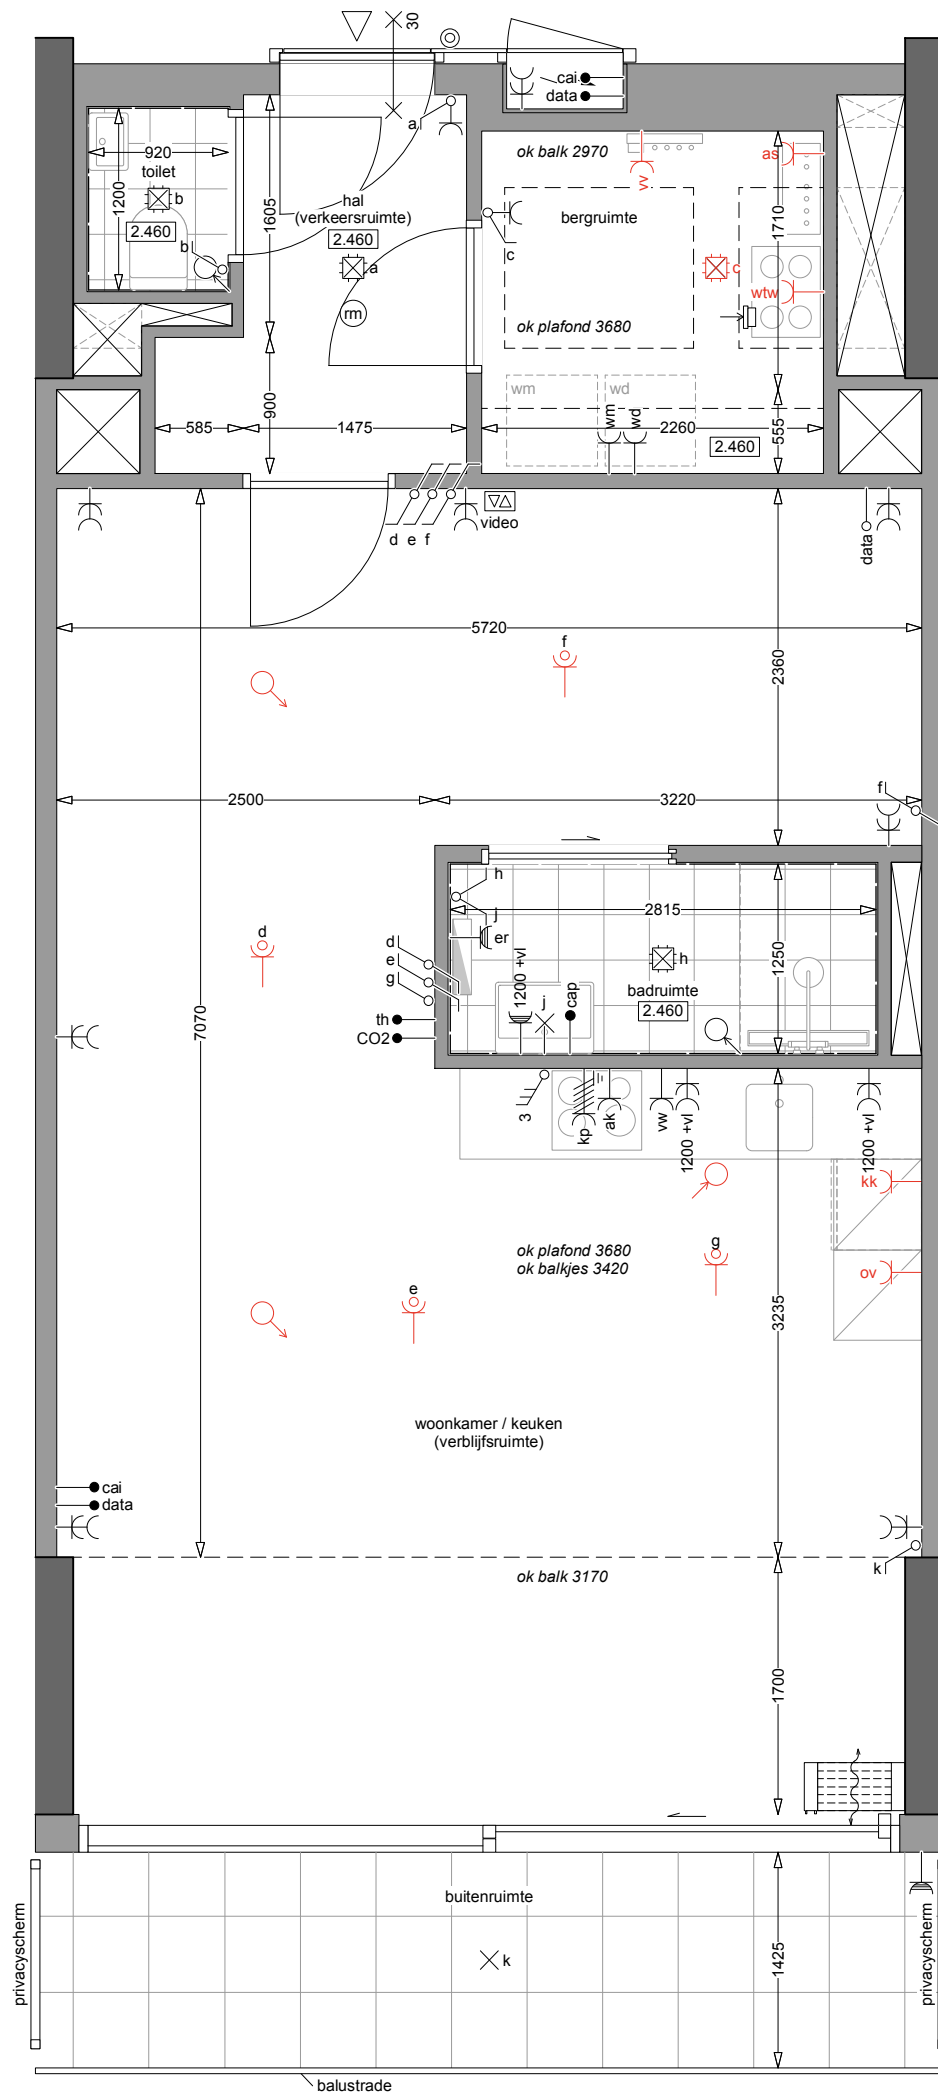 30
cai
data
a
ok balk 2970
as
920
toilet
1200
b
2.460
b
1605
hal
(verkeersruimte)
2.460
a
rm
vv
bergruimte
1710
c
c
wtw
ok plafond 3680
wm
wd
900
585
1475
wm
wd
2260
2.460
555
d e f
video
data
5720
f
2360
2500
3220
f
h
2815
j
er
d
d
e
g
1200 +vl
j
cap
h
badruimte
2.460
1250
th
CO2
7070
3
kp
ak
vw
1200 +vl
1200 +vl
kk
g
ok plafond 3680
ok balkjes 3420
ov
e
3235
woonkamer / keuken
(verblijfsruimte)
cai
data
k
ok balk 3170
1700
buitenruimte
privacyscherm
privacyscherm
k
1425
balustrade